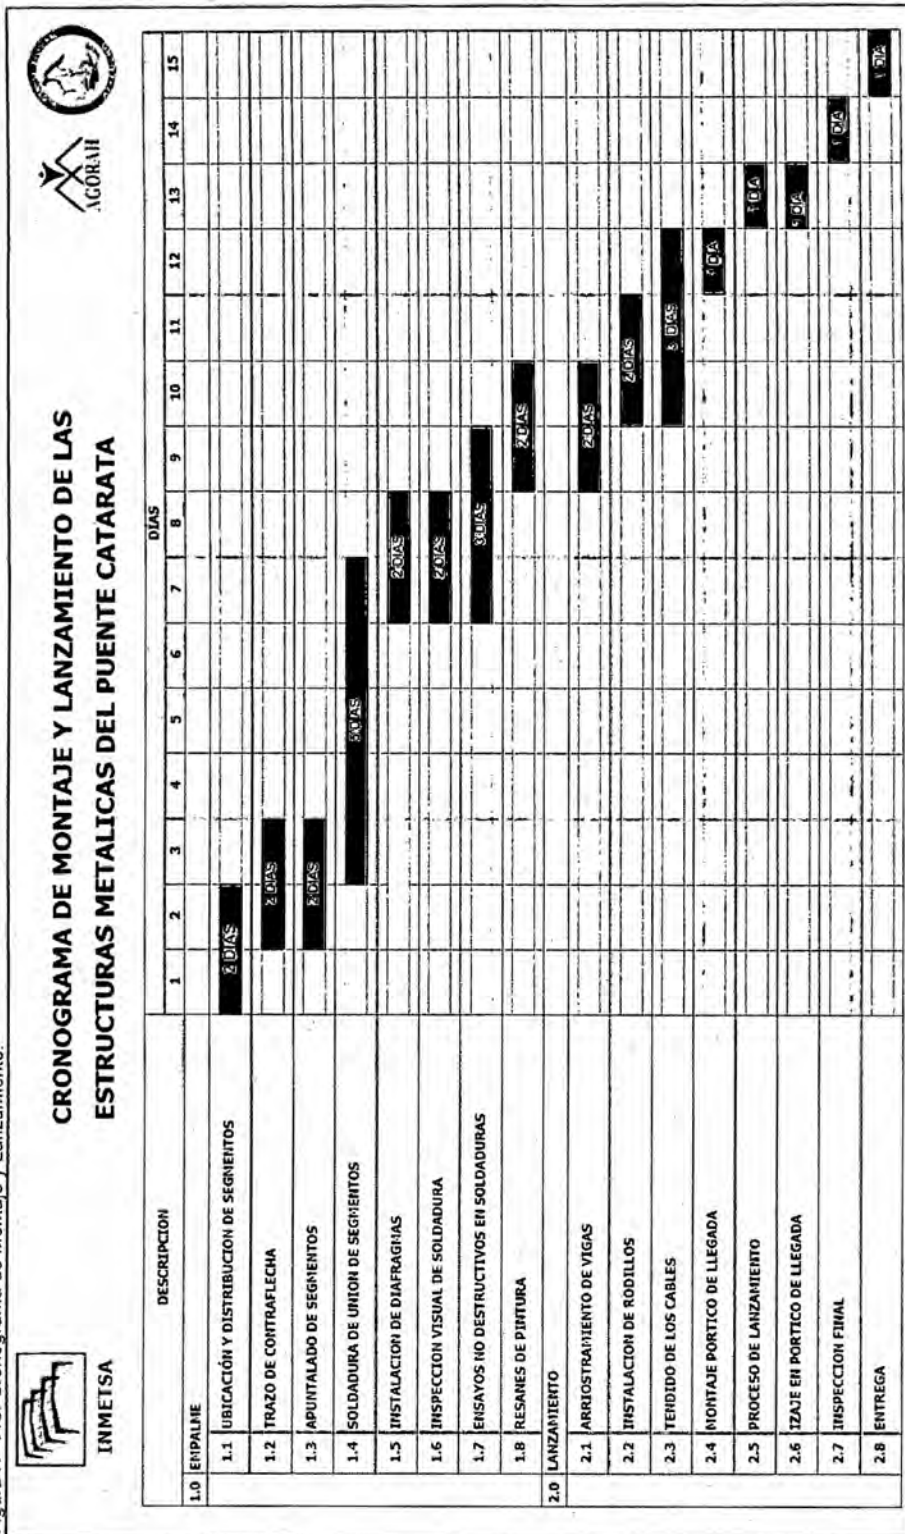 CRONOGRAMA DE MONTAJE Y LANZAMIENTO DE LAS
ESTRUCTURAS METALICAS DEL PUENTE CATARATA
INMETSA
AGORAH
DESCRIPCION
DIAS
1 2 3 4 5 6 7 8 9 10 11 12 13 14 15
1.0 EMPALME
1.1 UBICACIÓN Y DISTRIBUCION DE SEGMENTOS 2 DIAS
1.2 TRAZO DE CONTRAFLECHA 2 DIAS
1.3 APUNTALADO DE SEGMENTOS 2 DIAS
1.4 SOLDADURA DE UNION DE SEGMENTOS DIAS
1.5 INSTALACION DE DIAFRAGMAS 2 DIAS
1.6 INSPECCION VISUAL DE SOLDADURA 2 DIAS
1.7 ENSAYOS NO DESTRUCTIVOS EN SOLDADURAS 3 DIAS
1.8 RESANES DE PINTURA 2 DIAS
2.0 LANZAMIENTO
2.1 ARRIOSTRAMIENTO DE VIGAS 2 DIAS
2.2 INSTALACION DE RODILLOS 2 DIAS
2.3 TENDIDO DE LOS CABLES 3 DIAS
2.4 MONTAJE PORTICO DE LLEGADA 1 DIA
2.5 PROCESO DE LANZAMIENTO 1 DIA
2.6 IZAJE EN PORTICO DE LLEGADA 1 DIA
2.7 INSPECCION FINAL 1 DIA
2.8 ENTREGA 1 DIA